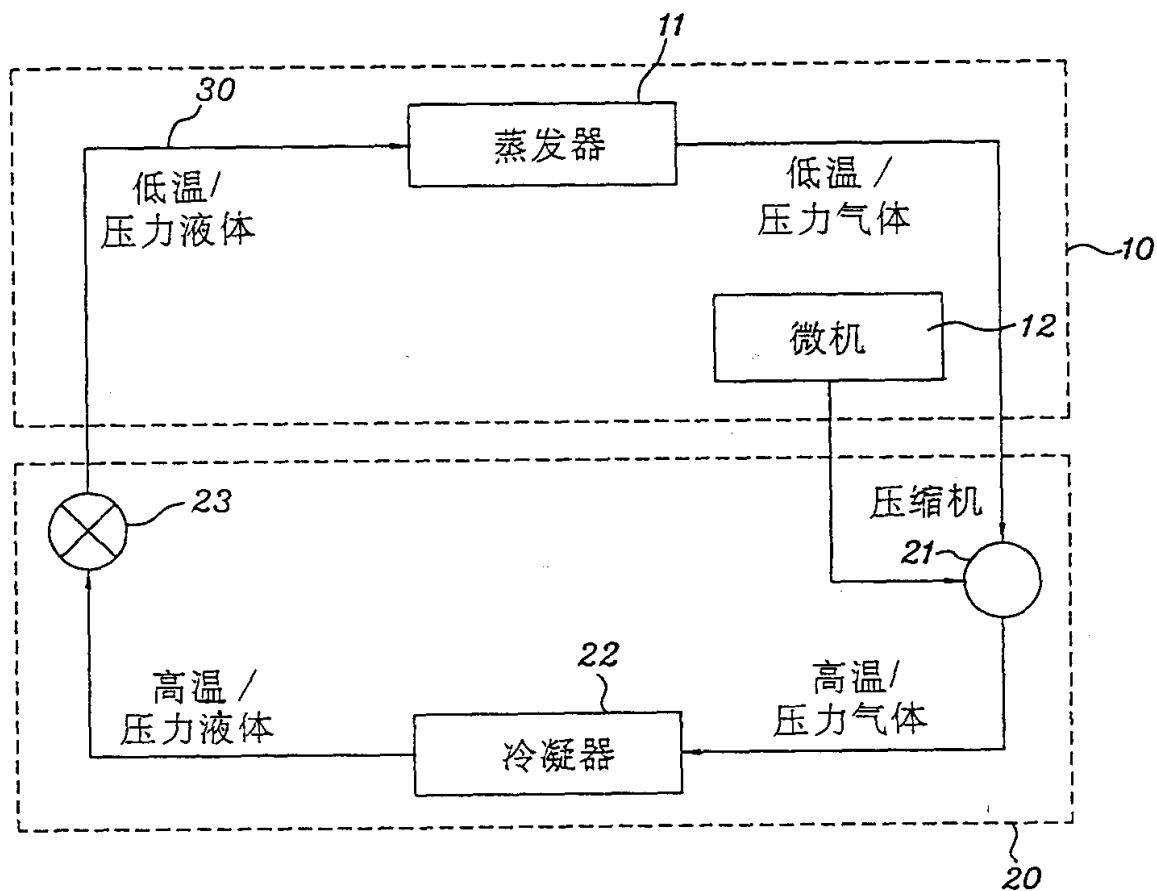 11
30
蒸发器
低温/
压力液体
低温/
压力气体
10
微机
12
压缩机
23
21
22
高温/
压力液体
高温/
压力气体
冷凝器
20